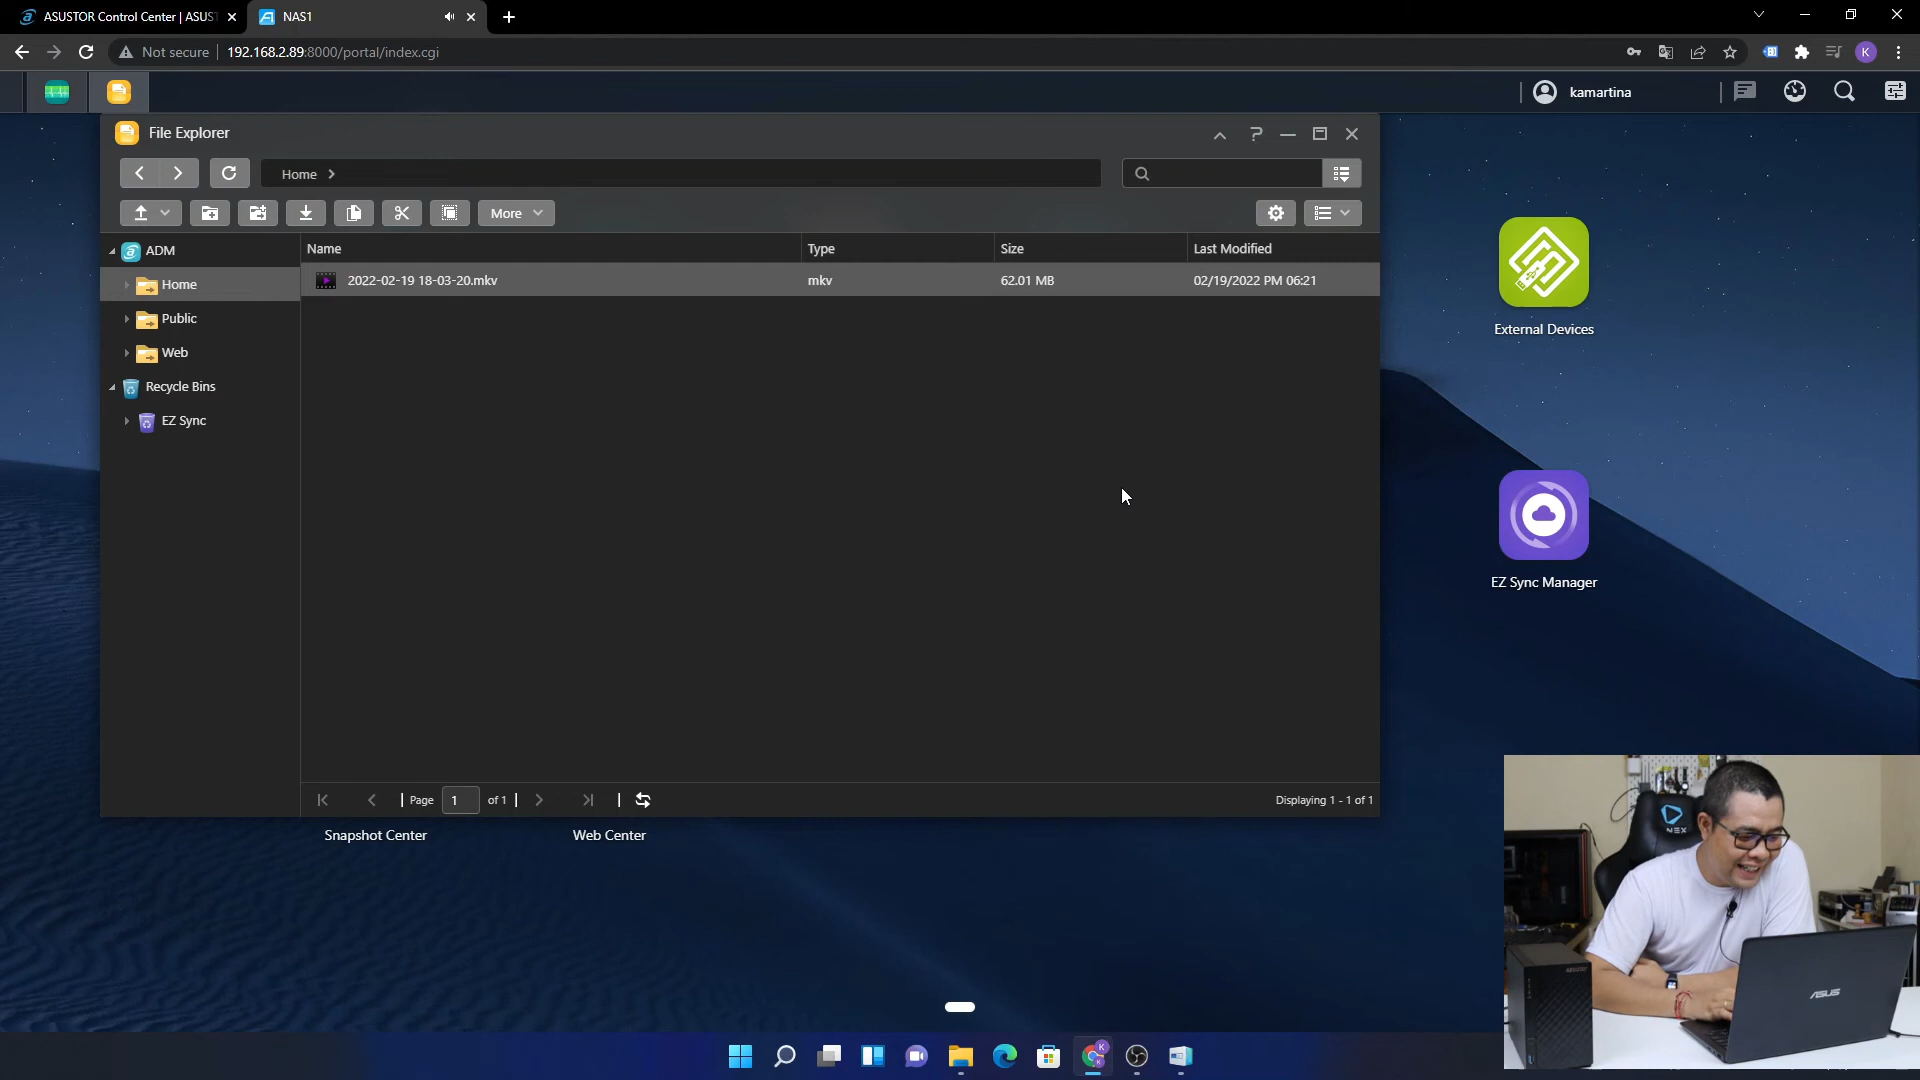 ASUSTOR Control Center | ASUST
NAS1
Not secure
192.168.2.89:8000/portal/index.cgi
K
kamartina
File Explorer
Home
More
ADM
Home
Public
Web
Recycle Bins
EZ Sync
Name Type Size Last Modified
2022-02-19 18-03-20.mkv mkv 62.01 MB 02/19/2022 PM 06:21
Page 1 of 1
Displaying 1 - 1 of 1
External Devices
EZ Sync Manager
Snapshot Center
Web Center
NEX
ASUSTOR
ASUS
K